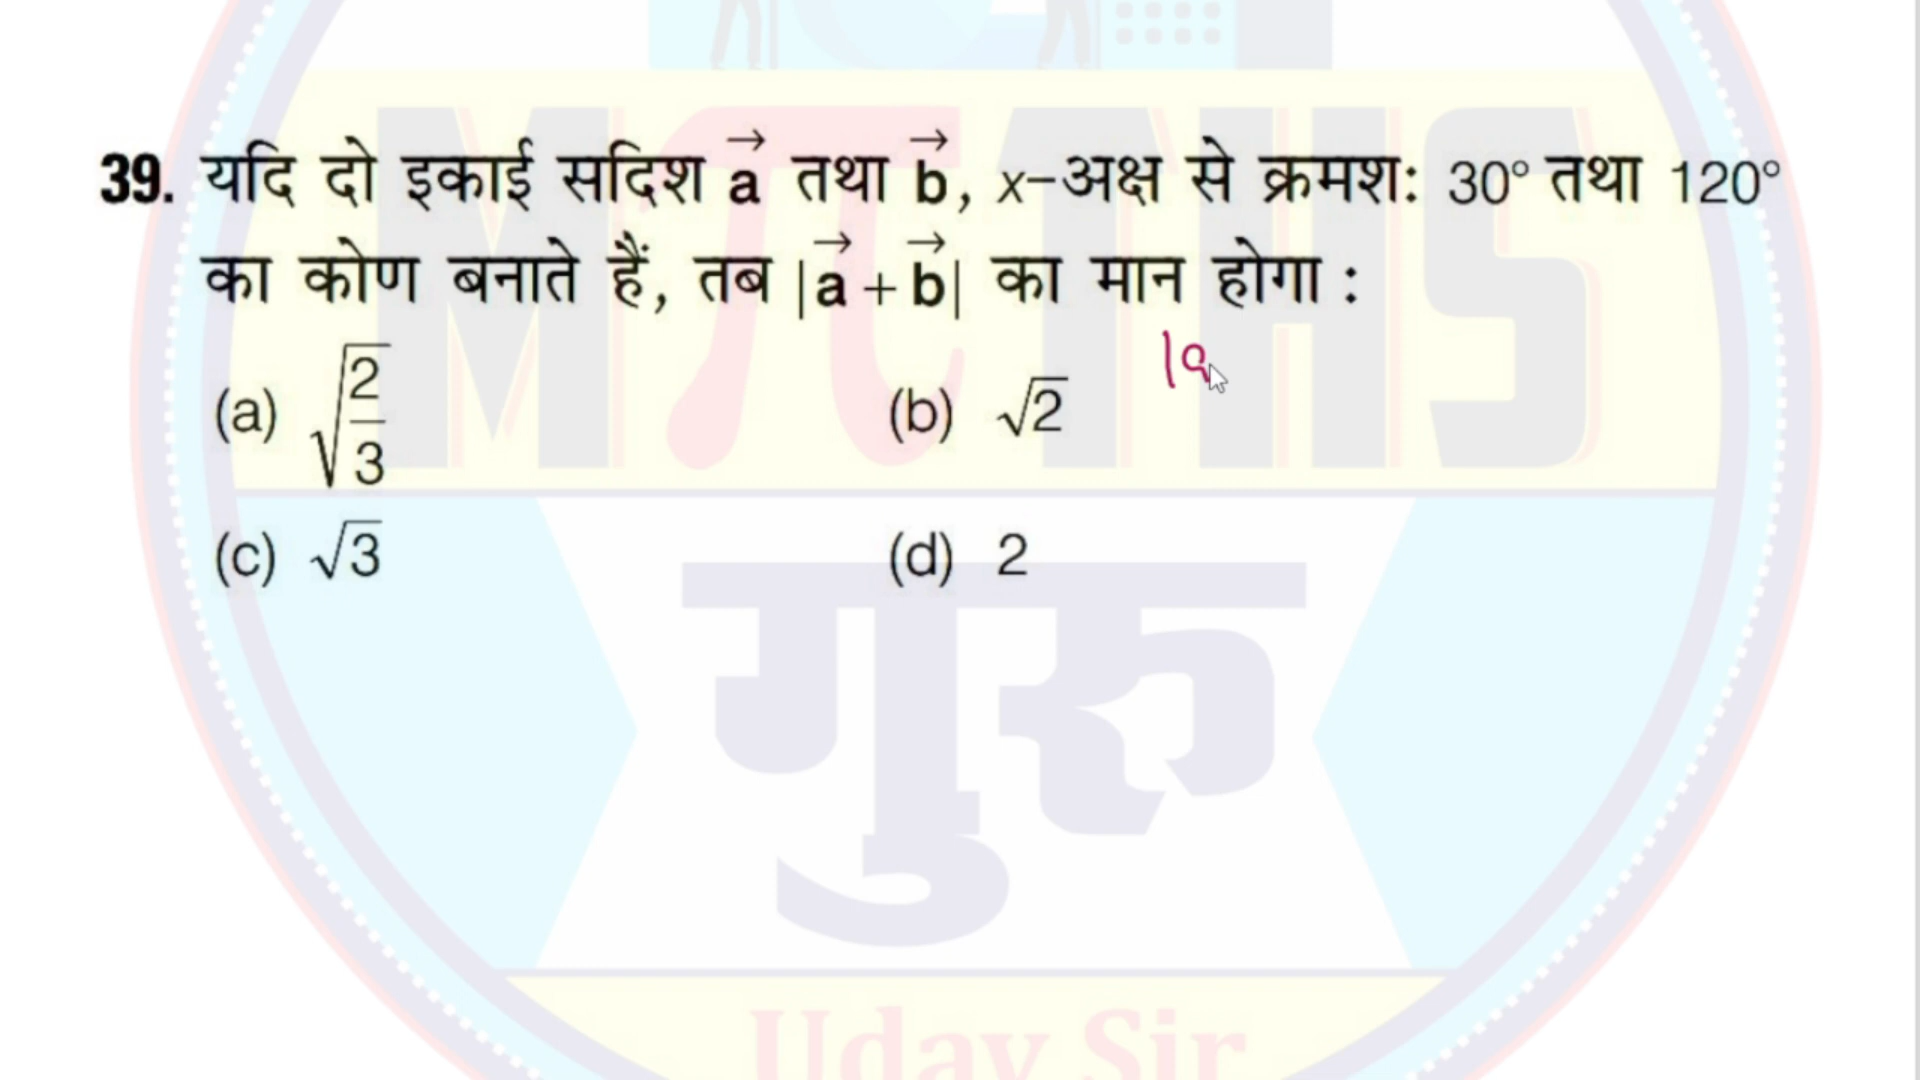 MπTHS
39. यदि दो इकाई सदिश a⃗ तथा b⃗, x-अक्ष से क्रमश: 30° तथा 120°
का कोण बनाते हैं, तब |a⃗ + b⃗| का मान होगा :
(a) √(2/3) (b) √2
(c) √3 (d) 2
गुरु
Uday Sir